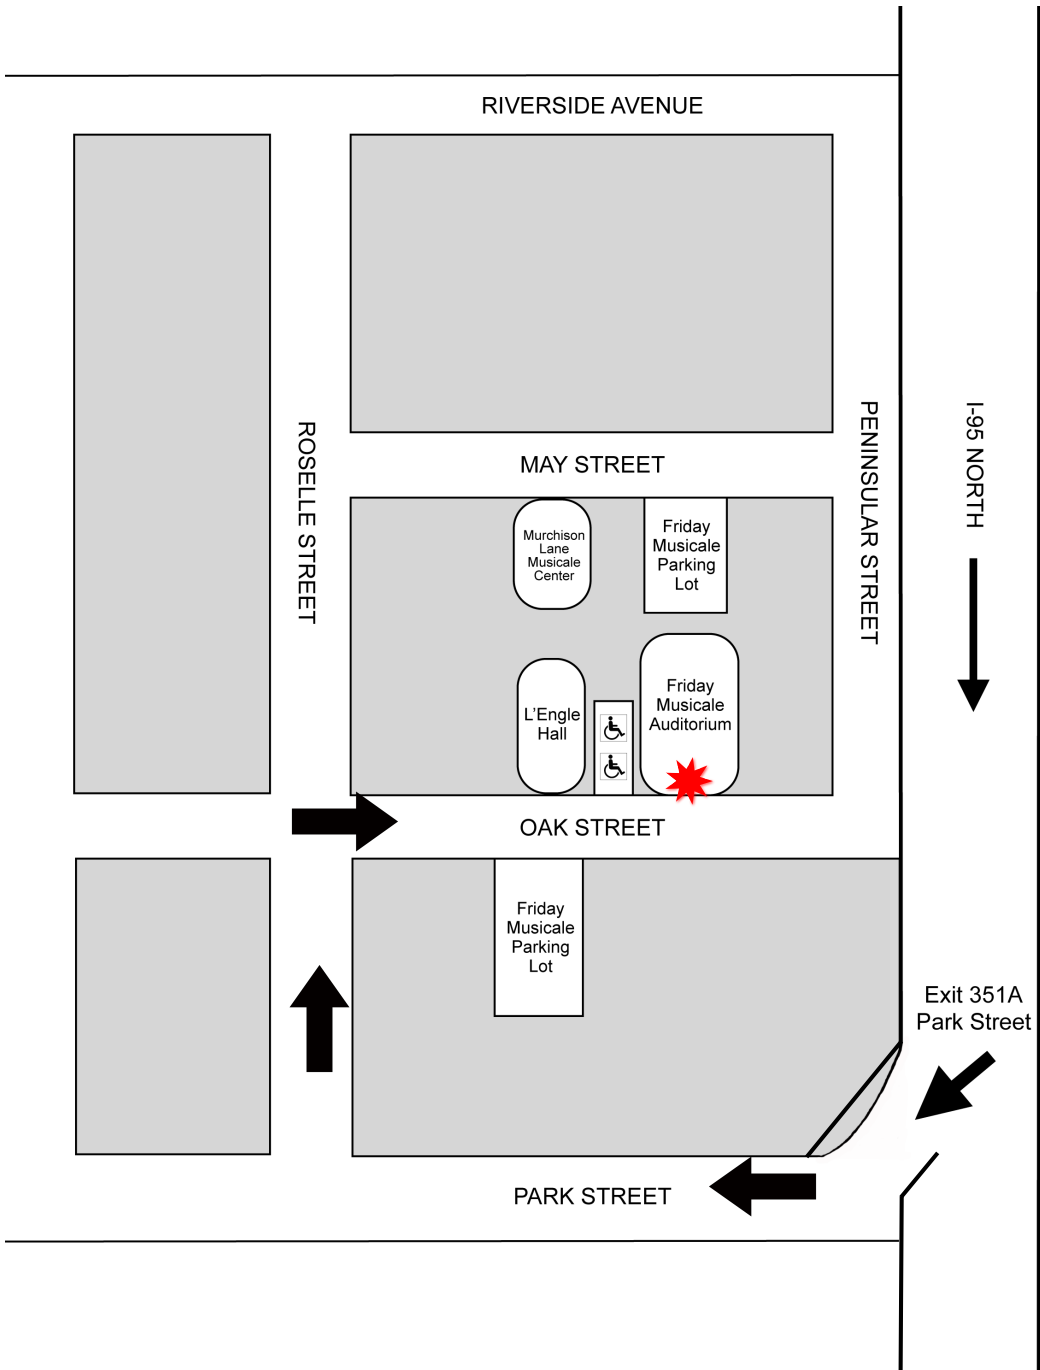 RIVERSIDE AVENUE
ROSELLE STREET
MAY STREET
PENINSULAR STREET
I-95 NORTH
Murchison
Lane
Musicale
Center
Friday
Musicale
Parking
Lot
L'Engle
Hall
Friday
Musicale
Auditorium
OAK STREET
Friday
Musicale
Parking
Lot
Exit 351A
Park Street
PARK STREET